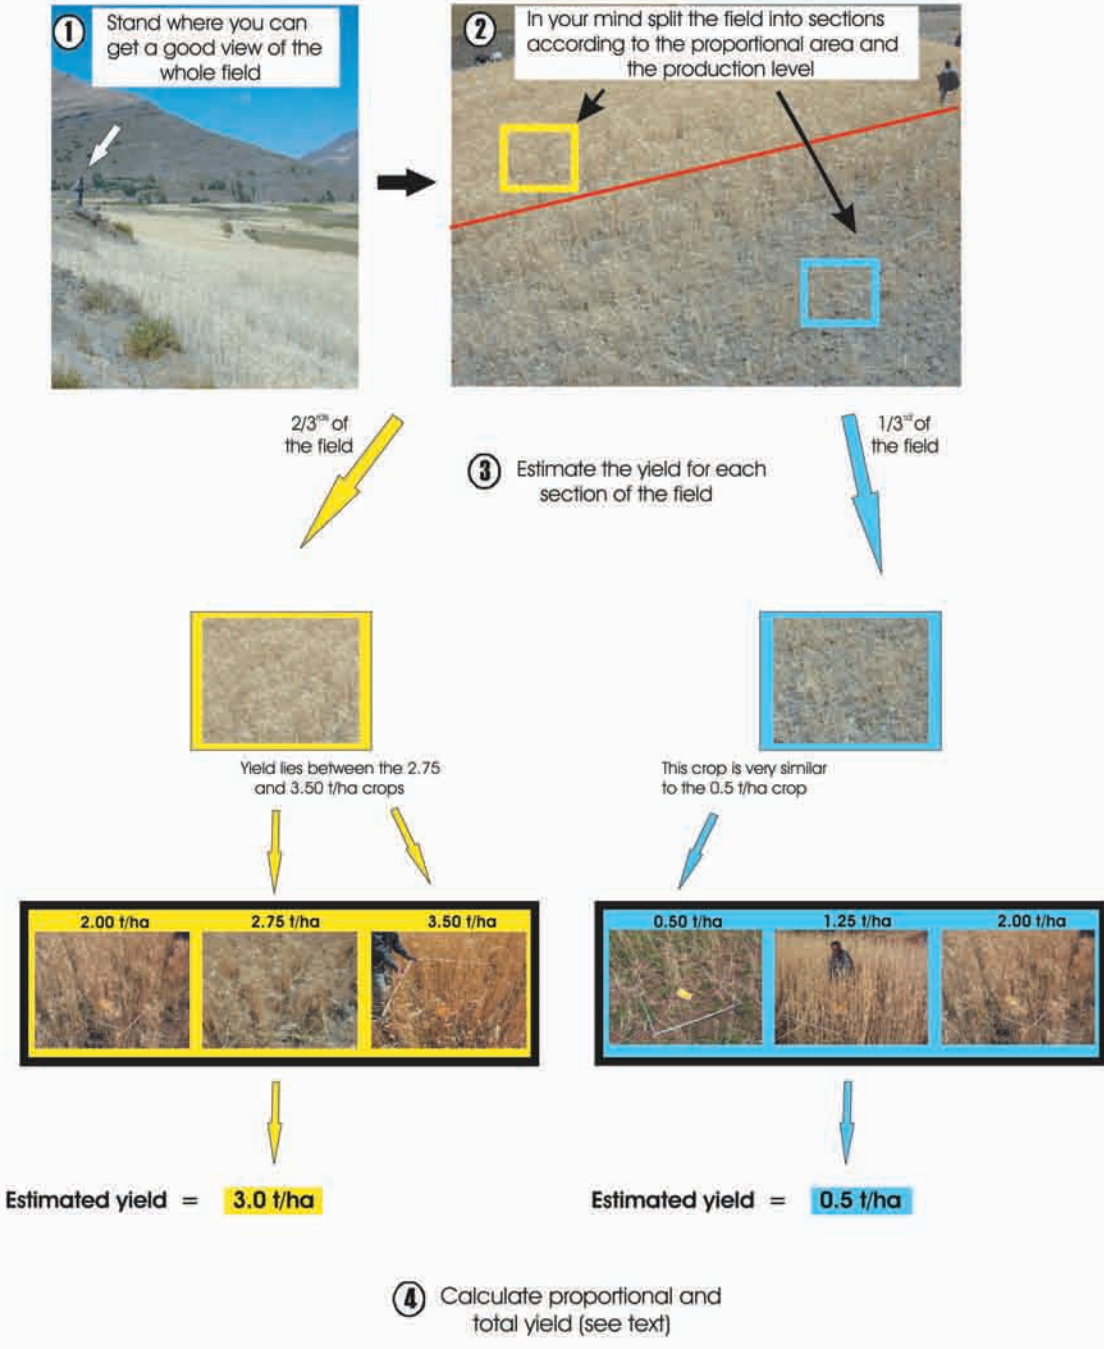 1 Stand where you can
get a good view of the
whole field
2 In your mind split the field into sections
according to the proportional area and
the production level
2/3rds of
the field
1/3rd of
the field
3 Estimate the yield for each
section of the field
Yield lies between the 2.75
and 3.50 t/ha crops
This crop is very similar
to the 0.5 t/ha crop
2.00 t/ha 2.75 t/ha 3.50 t/ha
0.50 t/ha 1.25 t/ha 2.00 t/ha
Estimated yield = 3.0 t/ha
Estimated yield = 0.5 t/ha
4 Calculate proportional and
total yield (see text)